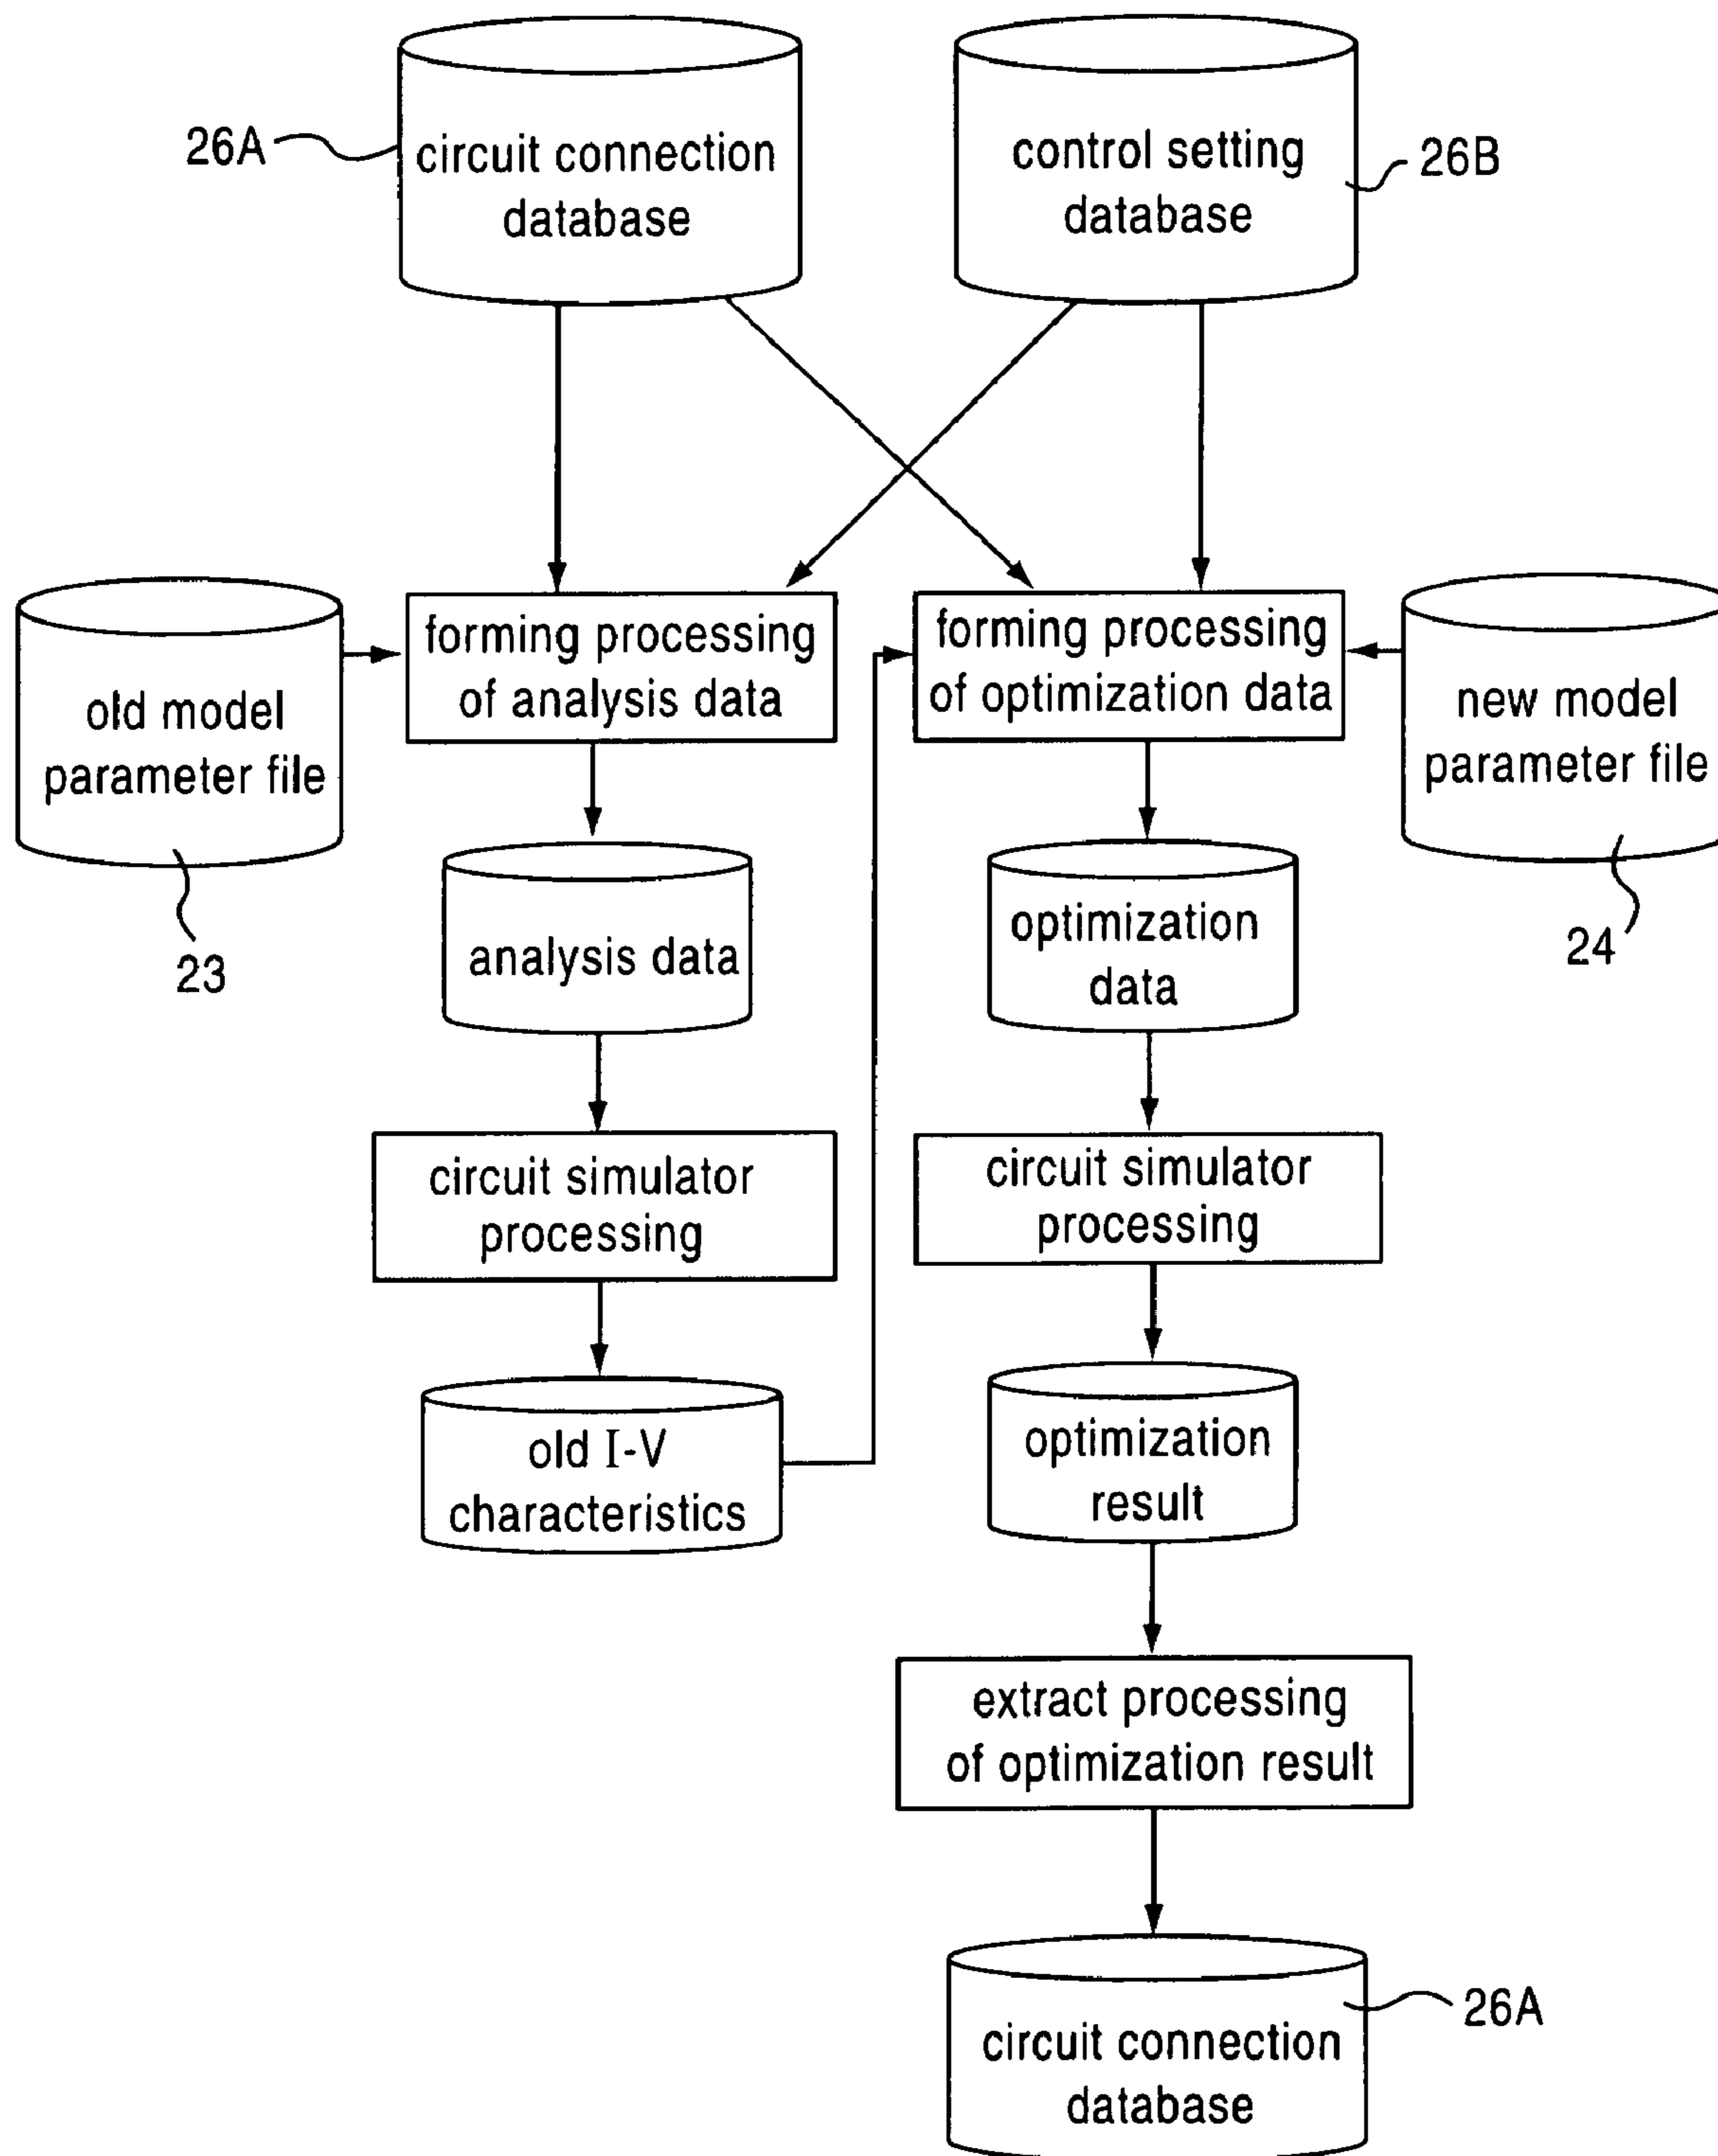 26A
circuit connection
database
control setting
database
26B
old model
parameter file
23
forming processing
of analysis data
forming processing
of optimization data
new model
parameter file
24
analysis data
optimization
data
circuit simulator
processing
circuit simulator
processing
old I-V
characteristics
optimization
result
extract processing
of optimization result
circuit connection
database
26A